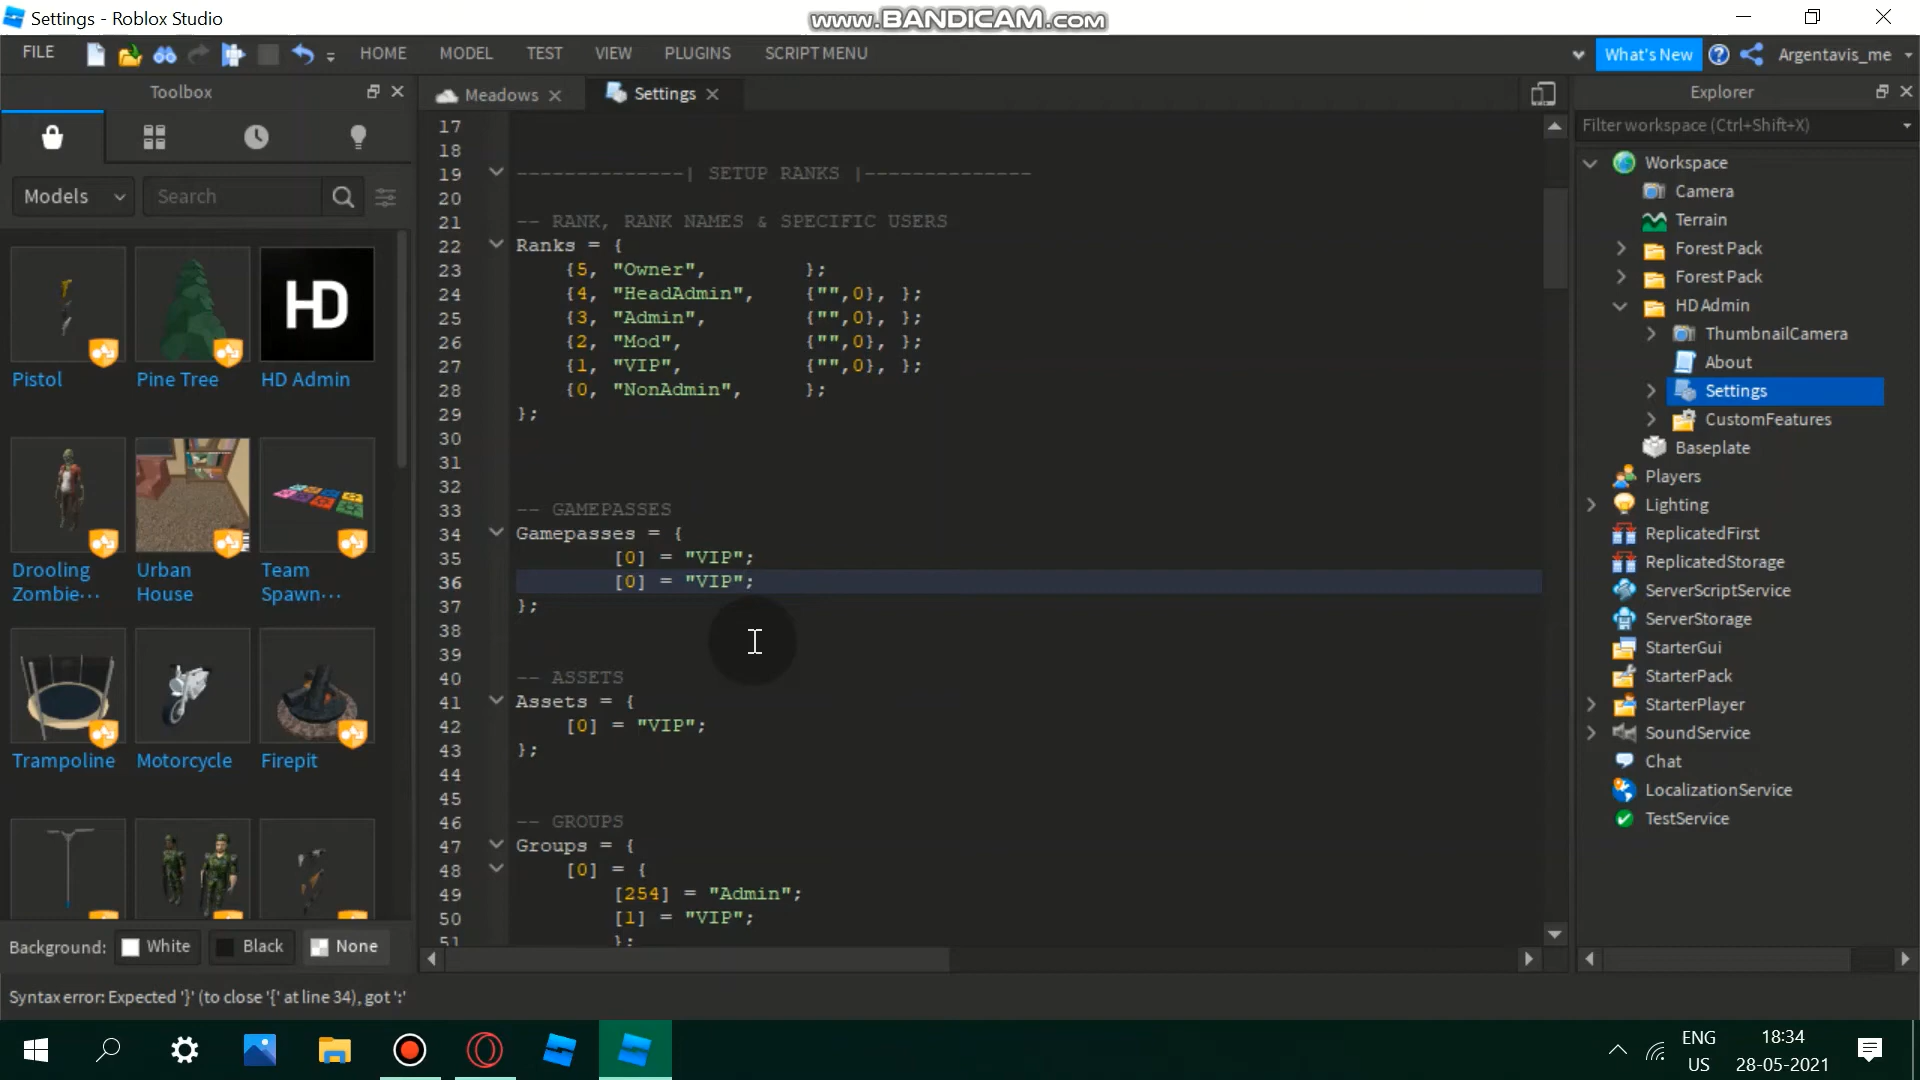 Settings - Roblox Studio
www.BANDICAM.com
FILE
HOME
MODEL
TEST
VIEW
PLUGINS
SCRIPT MENU
What's New
Argentavis_me
Toolbox
Models
Search
Pistol
Pine Tree
HD Admin
HD
Drooling Zombie...
Urban House
Team Spawn...
Trampoline
Motorcycle
Firepit
Background:
White
Black
None
Meadows
Settings
17
18
19 --------------| SETUP RANKS |--------------
20
21 -- RANK, RANK NAMES & SPECIFIC USERS
22 Ranks = {
23 {5, "Owner", };
24 {4, "HeadAdmin", {"",0}, };
25 {3, "Admin", {"",0}, };
26 {2, "Mod", {"",0}, };
27 {1, "VIP", {"",0}, };
28 {0, "NonAdmin", };
29 };
30
31
32
33 -- GAMEPASSES
34 Gamepasses = {
35 [0] = "VIP";
36 [0] = "VIP";
37 };
38
39
40 -- ASSETS
41 Assets = {
42 [0] = "VIP";
43 };
44
45
46 -- GROUPS
47 Groups = {
48 [0] = {
49 [254] = "Admin";
50 [1] = "VIP";
51 };
Explorer
Filter workspace (Ctrl+Shift+X)
Workspace
Camera
Terrain
Forest Pack
Forest Pack
HD Admin
ThumbnailCamera
About
Settings
CustomFeatures
Baseplate
Players
Lighting
ReplicatedFirst
ReplicatedStorage
ServerScriptService
ServerStorage
StarterGui
StarterPack
StarterPlayer
SoundService
Chat
LocalizationService
TestService
Syntax error: Expected '}' (to close '{' at line 34), got ':'
ENG
US
18:34
28-05-2021